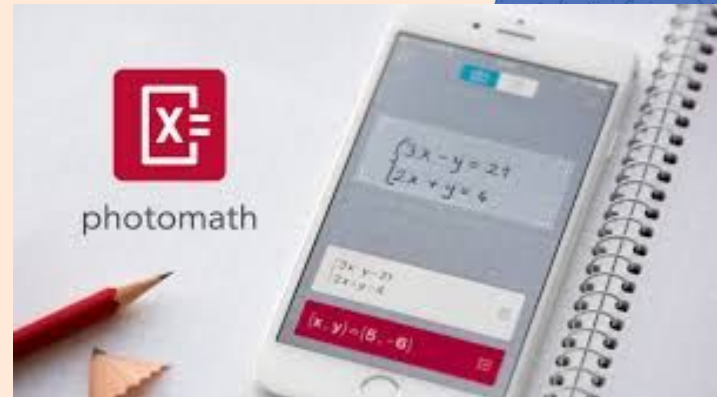 photomath
X=
{3x - y = 21
2x + y = 4
(x, y) = (5, -6)